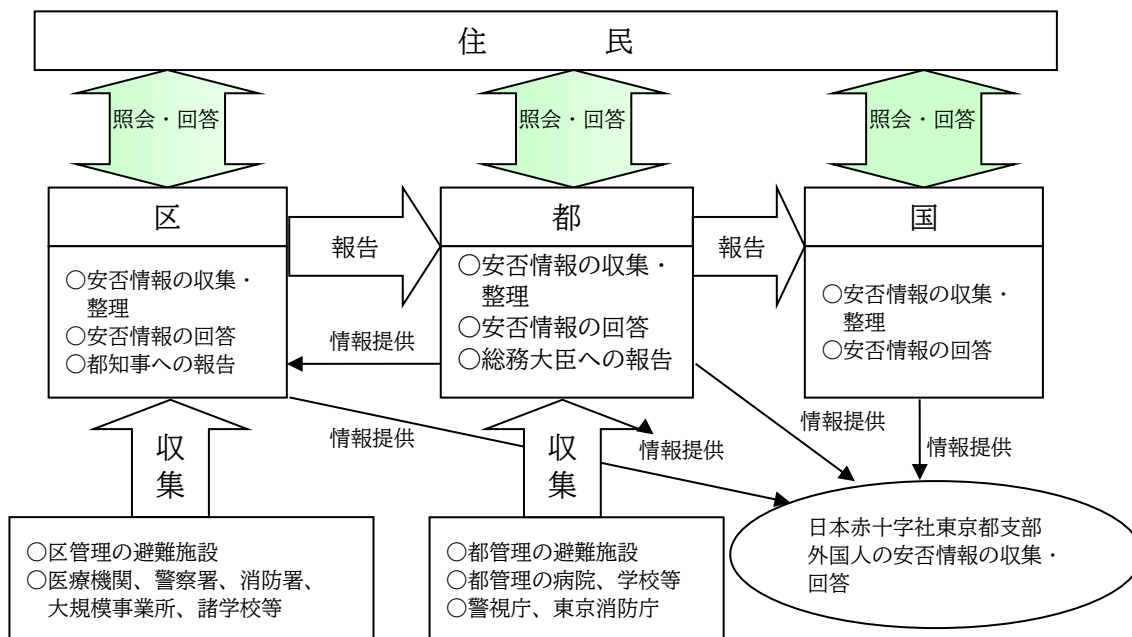 住　　　　民
照会・回答
照会・回答
照会・回答
区
報告
都
報告
国
○安否情報の収集・
整理
○安否情報の回答
○都知事への報告
○安否情報の収集・
整理
○安否情報の回答
○総務大臣への報告
○安否情報の収集・
整理
○安否情報の回答
情報提供
情報提供
情報提供
情報提供
情報提供
収集
収集
○区管理の避難施設
○医療機関、警察署、消防署、
大規模事業所、諸学校等
○都管理の避難施設
○都管理の病院、学校等
○警視庁、東京消防庁
日本赤十字社東京都支部
外国人の安否情報の収集・
回答